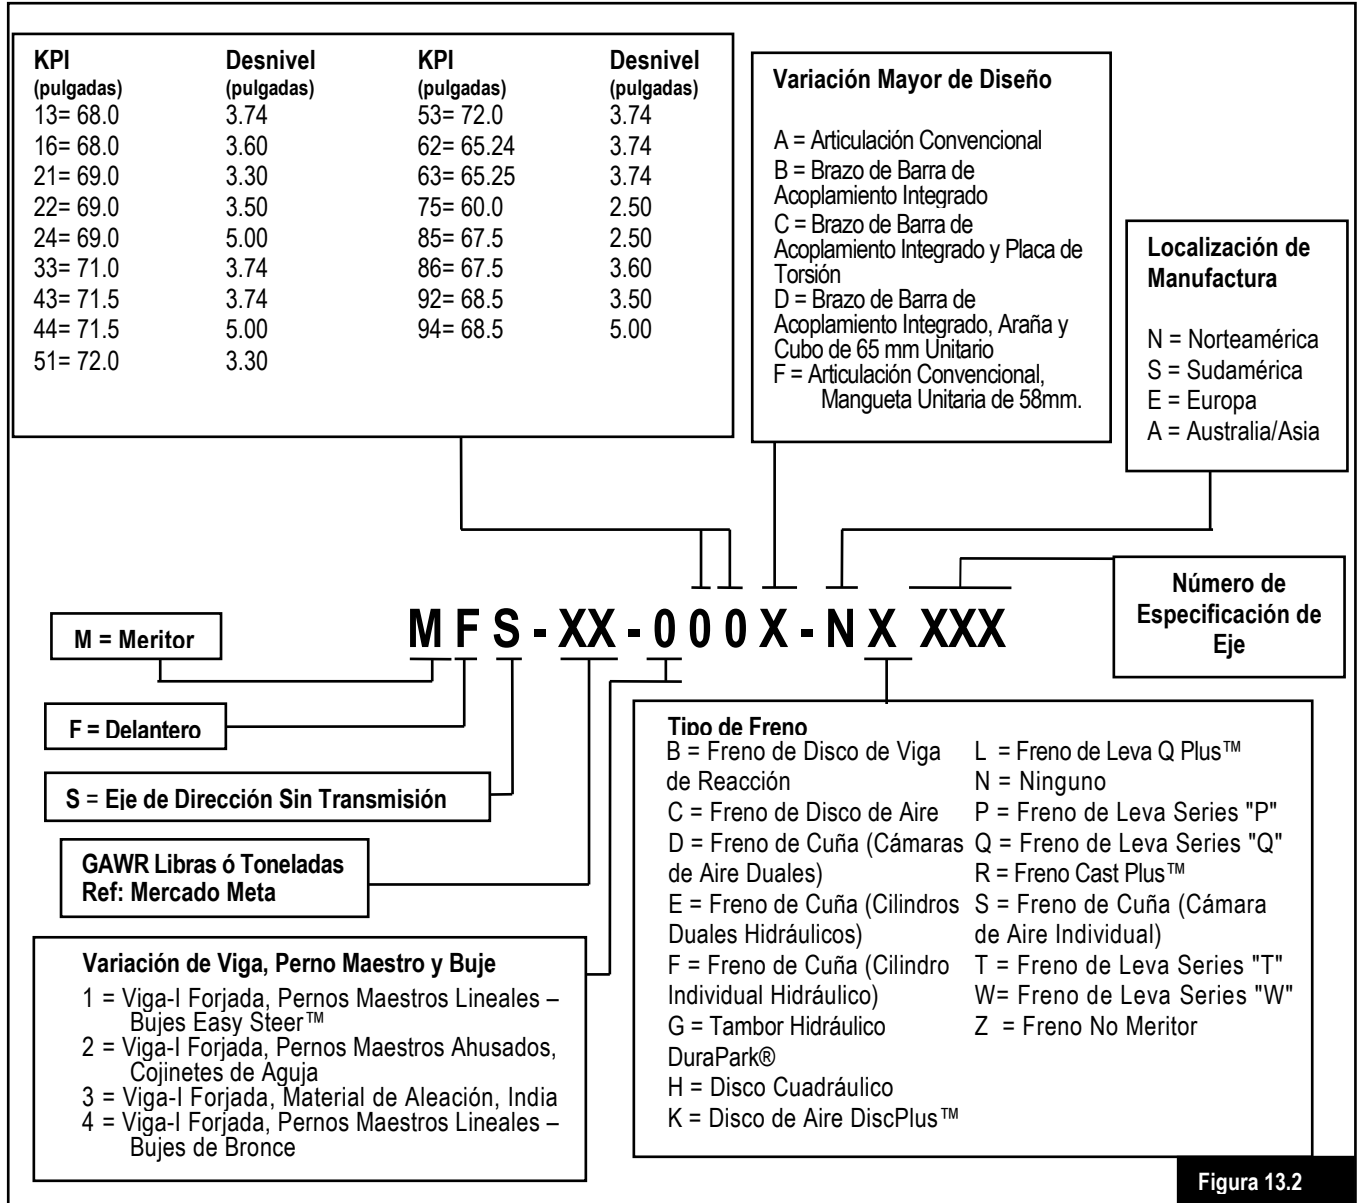 KPI Desnivel KPI Desnivel
(pulgadas) (pulgadas) (pulgadas) (pulgadas)
13= 68.0 3.74 53= 72.0 3.74
16= 68.0 3.60 62= 65.24 3.74
21= 69.0 3.30 63= 65.25 3.74
22= 69.0 3.50 75= 60.0 2.50
24= 69.0 5.00 85= 67.5 2.50
33= 71.0 3.74 86= 67.5 3.60
43= 71.5 3.74 92= 68.5 3.50
44= 71.5 5.00 94= 68.5 5.00
51= 72.0 3.30
Variación Mayor de Diseño
A = Articulación Convencional
B = Brazo de Barra de
Acoplamiento Integrado
C = Brazo de Barra de
Acoplamiento Integrado y Placa de
Torsión
D = Brazo de Barra de
Acoplamiento Integrado, Araña y
Cubo de 65 mm Unitario
F = Articulación Convencional,
Mangueta Unitaria de 58mm.
Localización de
Manufactura
N = Norteamérica
S = Sudamérica
E = Europa
A = Australia/Asia
Número de
Especificación de
Eje
M F S - XX - 0 0 0 X - N X XXX
M = Meritor
F = Delantero
S = Eje de Dirección Sin Transmisión
GAWR Libras ó Toneladas
Ref: Mercado Meta
Variación de Viga, Perno Maestro y Buje
1 = Viga-I Forjada, Pernos Maestros Lineales –
Bujes Easy Steer™
2 = Viga-I Forjada, Pernos Maestros Ahusados,
Cojinetes de Aguja
3 = Viga-I Forjada, Material de Aleación, India
4 = Viga-I Forjada, Pernos Maestros Lineales –
Bujes de Bronce
Tipo de Freno
B = Freno de Disco de Viga
de Reacción
C = Freno de Disco de Aire
D = Freno de Cuña (Cámaras
de Aire Duales)
E = Freno de Cuña (Cilindros
Duales Hidráulicos)
F = Freno de Cuña (Cilindro
Individual Hidráulico)
G = Tambor Hidráulico
DuraPark®
H = Disco Cuadráulico
K = Disco de Aire DiscPlus™
L = Freno de Leva Q Plus™
N = Ninguno
P = Freno de Leva Series "P"
Q = Freno de Leva Series "Q"
R = Freno Cast Plus™
S = Freno de Cuña (Cámara
de Aire Individual)
T = Freno de Leva Series "T"
W= Freno de Leva Series "W"
Z = Freno No Meritor
Figura 13.2